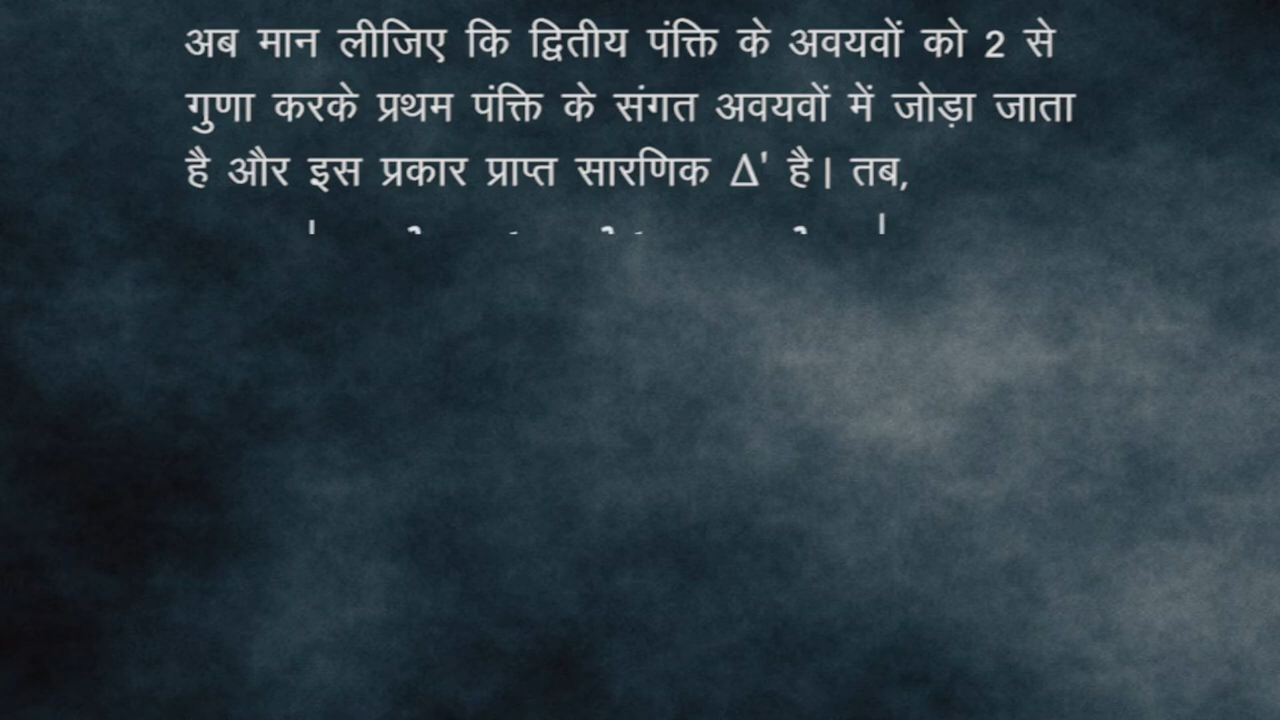 अब मान लीजिए कि द्वितीय पंक्ति के अवयवों को 2 से
गुणा करके प्रथम पंक्ति के संगत अवयवों में जोड़ा जाता
है और इस प्रकार प्राप्त सारणिक Δ' है। तब,